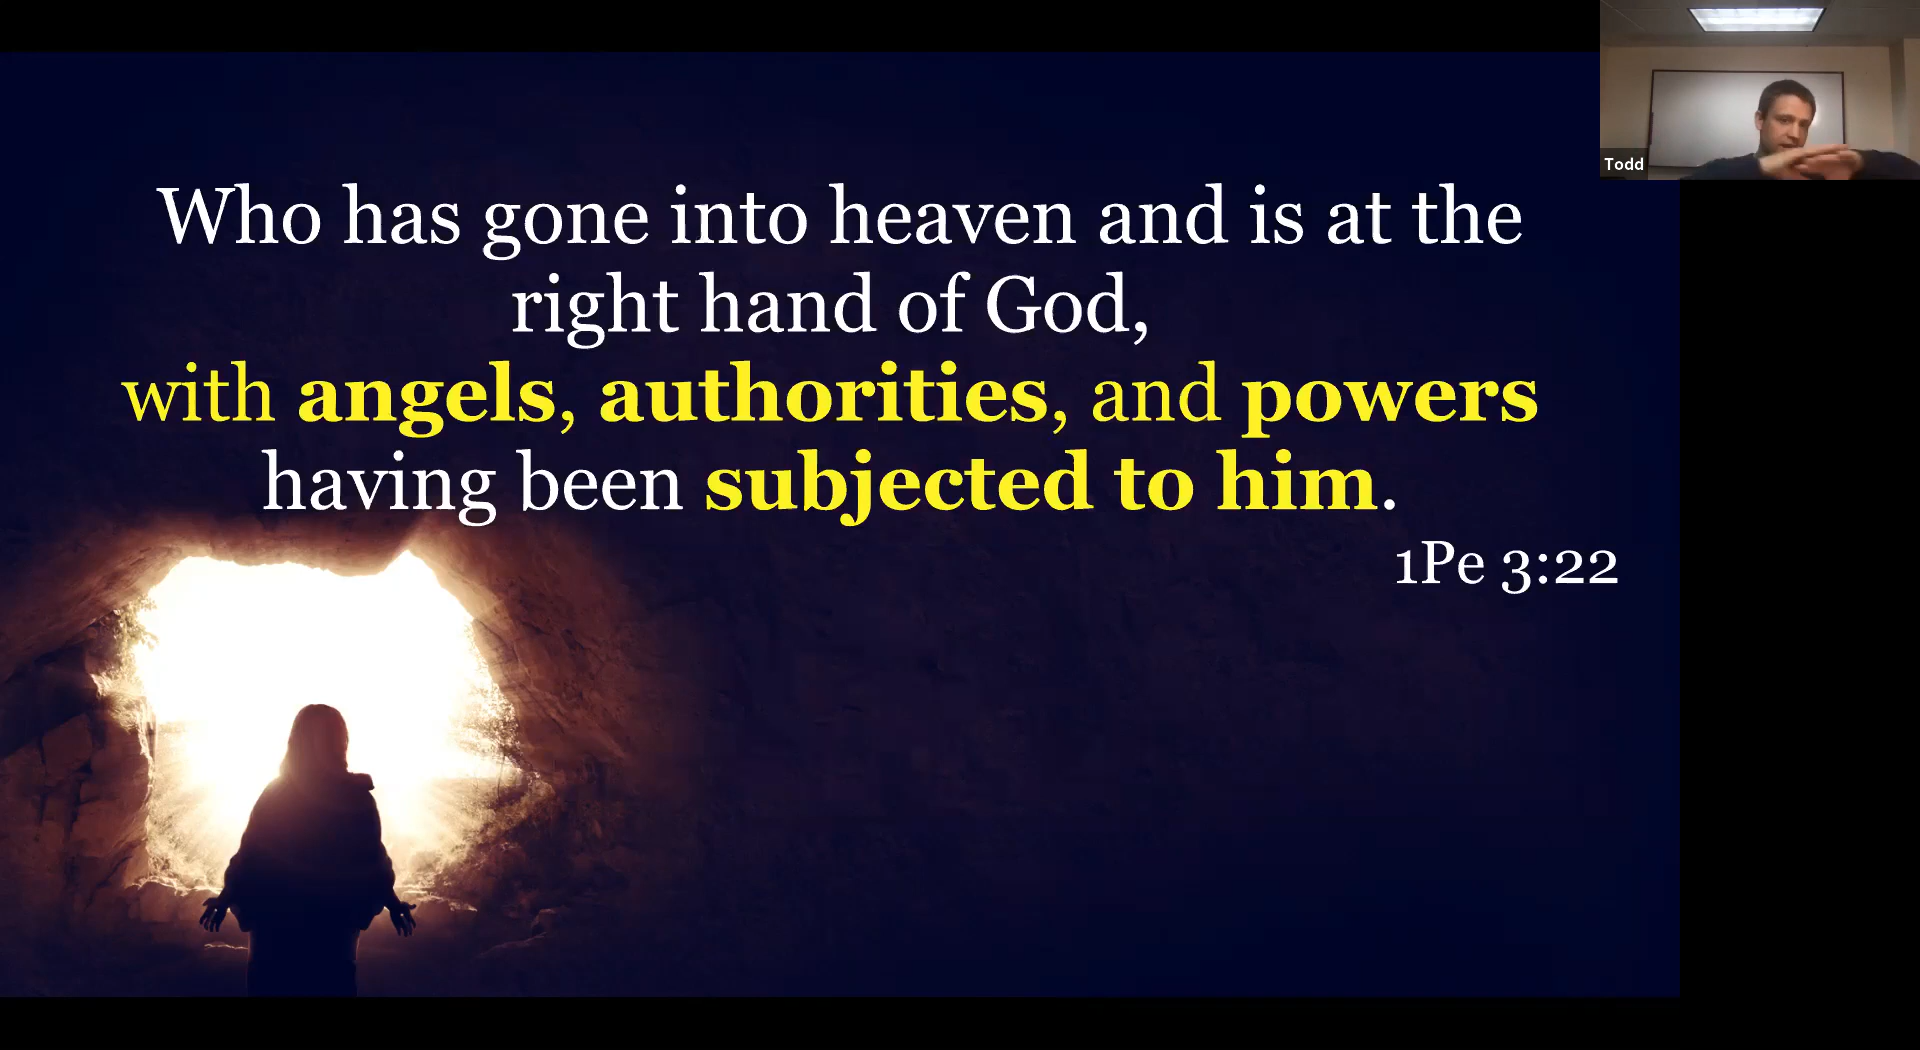 Who has gone into heaven and is at the
right hand of God,
with angels, authorities, and powers
having been subjected to him.
1Pe 3:22
Todd